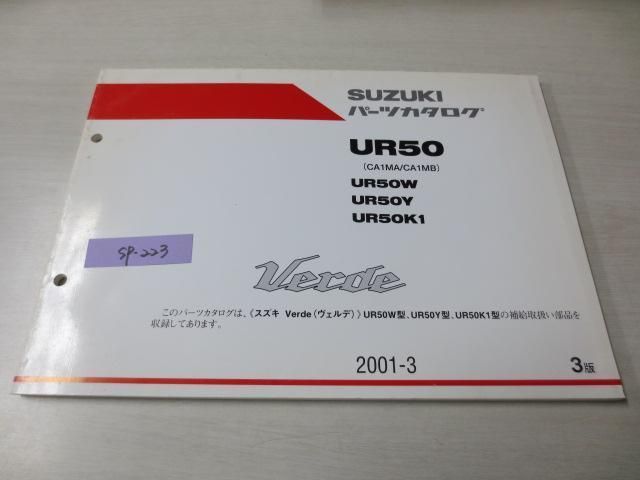 SUZUKI
パーツカタログ
UR50
(CA1MA/CA1MB)
UR50W
UR50Y
UR50K1
SP-223
Verde
このパーツカタログは、《スズキ Verde(ヴェルデ)》UR50W型、UR50Y型、UR50K1型の補給取扱い部品を
収録してあります。
2001-3
3版